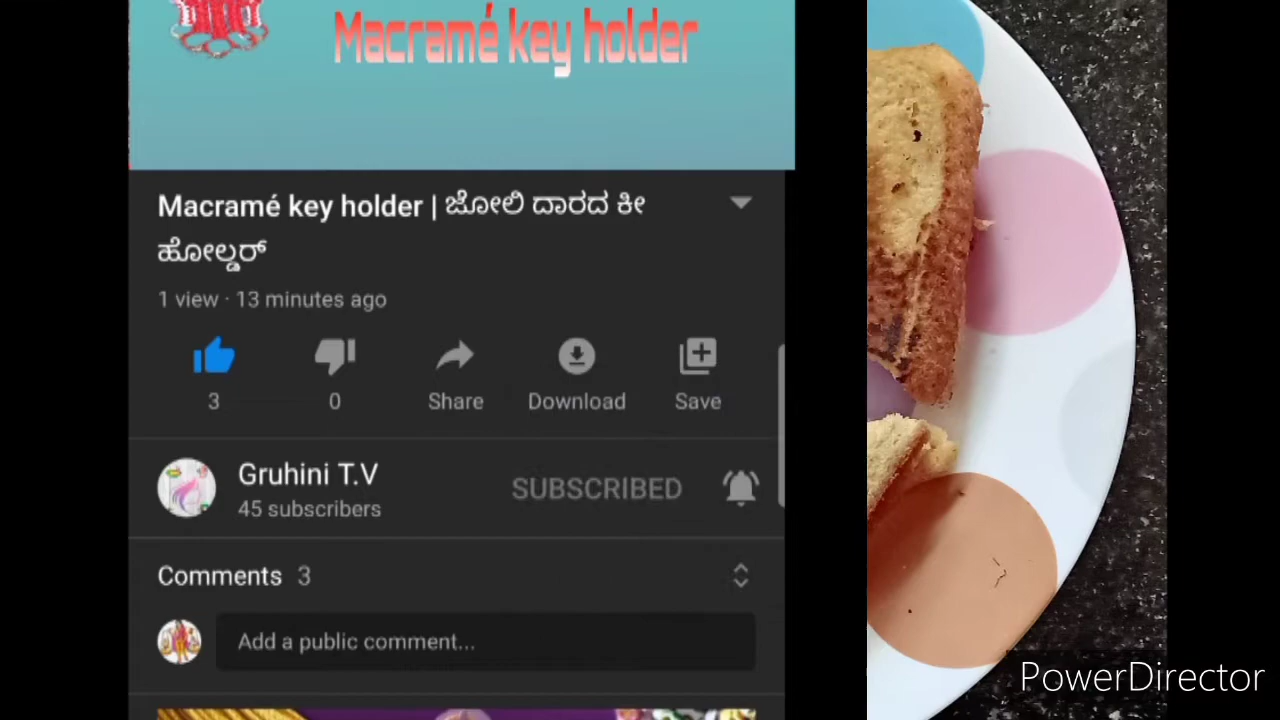 Macramé key holder
Macramé key holder | ಜೋಲಿ ದಾರದ ಕೀ
ಹೋಲ್ಡರ್
1 view · 13 minutes ago
3
0
Share
Download
Save
Gruhini T.V
SUBSCRIBED
45 subscribers
Comments 3
Add a public comment...
PowerDirector